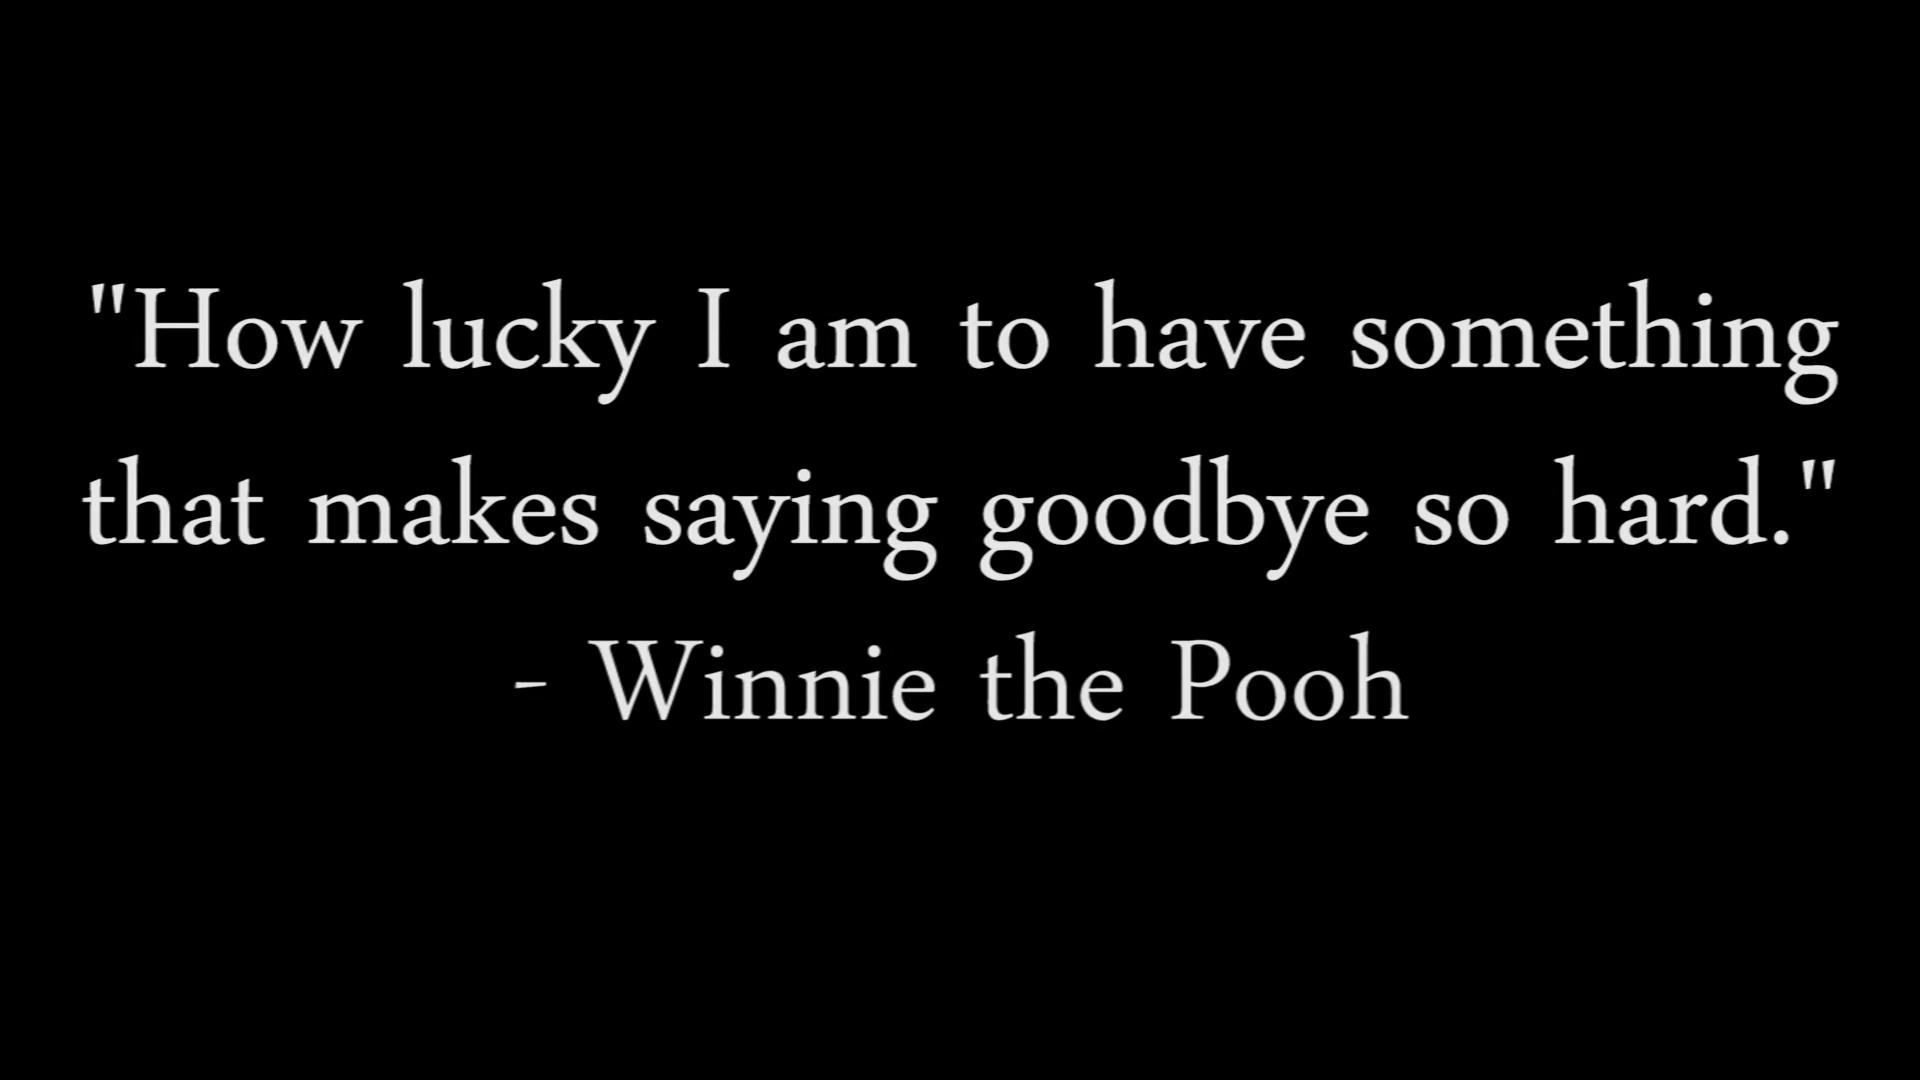 "How lucky I am to have something
that makes saying goodbye so hard."
- Winnie the Pooh